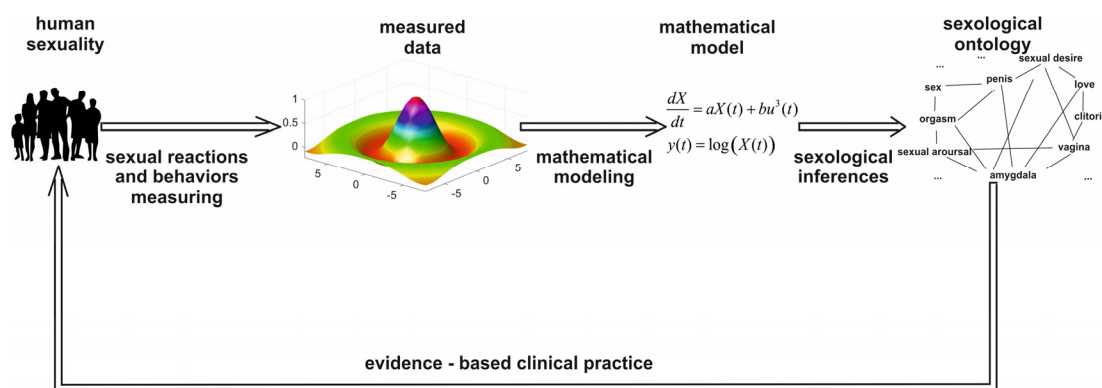 human
sexuality
measured
data
mathematical
model
sexological
ontology
1
0.5
0
5
0
-5
5
0
-5
dX/dt = aX(t) + bu³(t)
y(t) = log(X(t))
...
...
sexual desire
sex
penis
love
orgasm
clitori
sexual aroursal
vagina
...
amygdala
...
sexual reactions
and behaviors
measuring
mathematical
modeling
sexological
inferences
evidence - based clinical practice